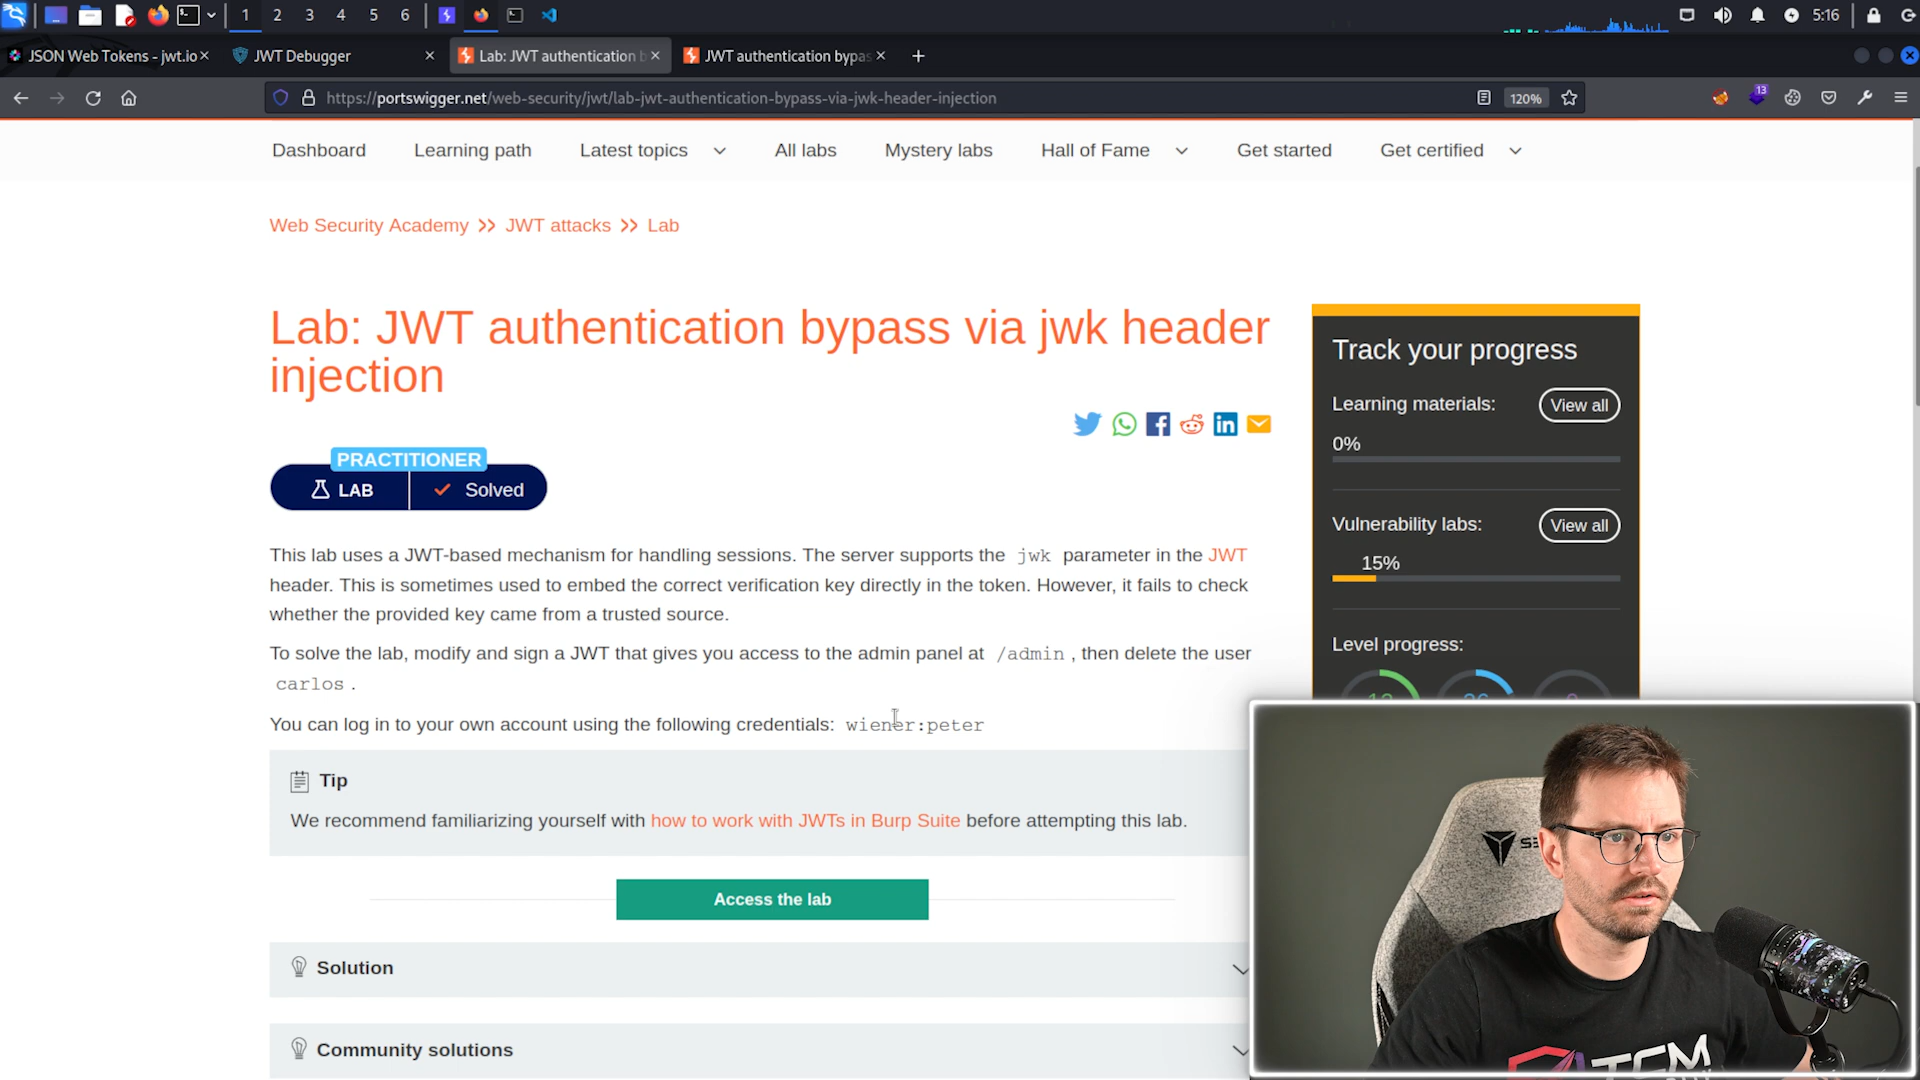 1 2 3 4 5 6
5:16
JSON Web Tokens - jwt.io
JWT Debugger
Lab: JWT authentication b
JWT authentication bypas
https://portswigger.net/web-security/jwt/lab-jwt-authentication-bypass-via-jwk-header-injection
120%
13
Dashboard
Learning path
Latest topics
All labs
Mystery labs
Hall of Fame
Get started
Get certified
Web Security Academy >> JWT attacks >> Lab
Lab: JWT authentication bypass via jwk header
injection
PRACTITIONER
LAB
Solved
This lab uses a JWT-based mechanism for handling sessions. The server supports the jwk parameter in the JWT
header. This is sometimes used to embed the correct verification key directly in the token. However, it fails to check
whether the provided key came from a trusted source.
To solve the lab, modify and sign a JWT that gives you access to the admin panel at /admin , then delete the user
carlos .
You can log in to your own account using the following credentials: wiener:peter
Tip
We recommend familiarizing yourself with how to work with JWTs in Burp Suite before attempting this lab.
Access the lab
Solution
Community solutions
Track your progress
Learning materials:
View all
0%
Vulnerability labs:
View all
15%
Level progress:
TCM